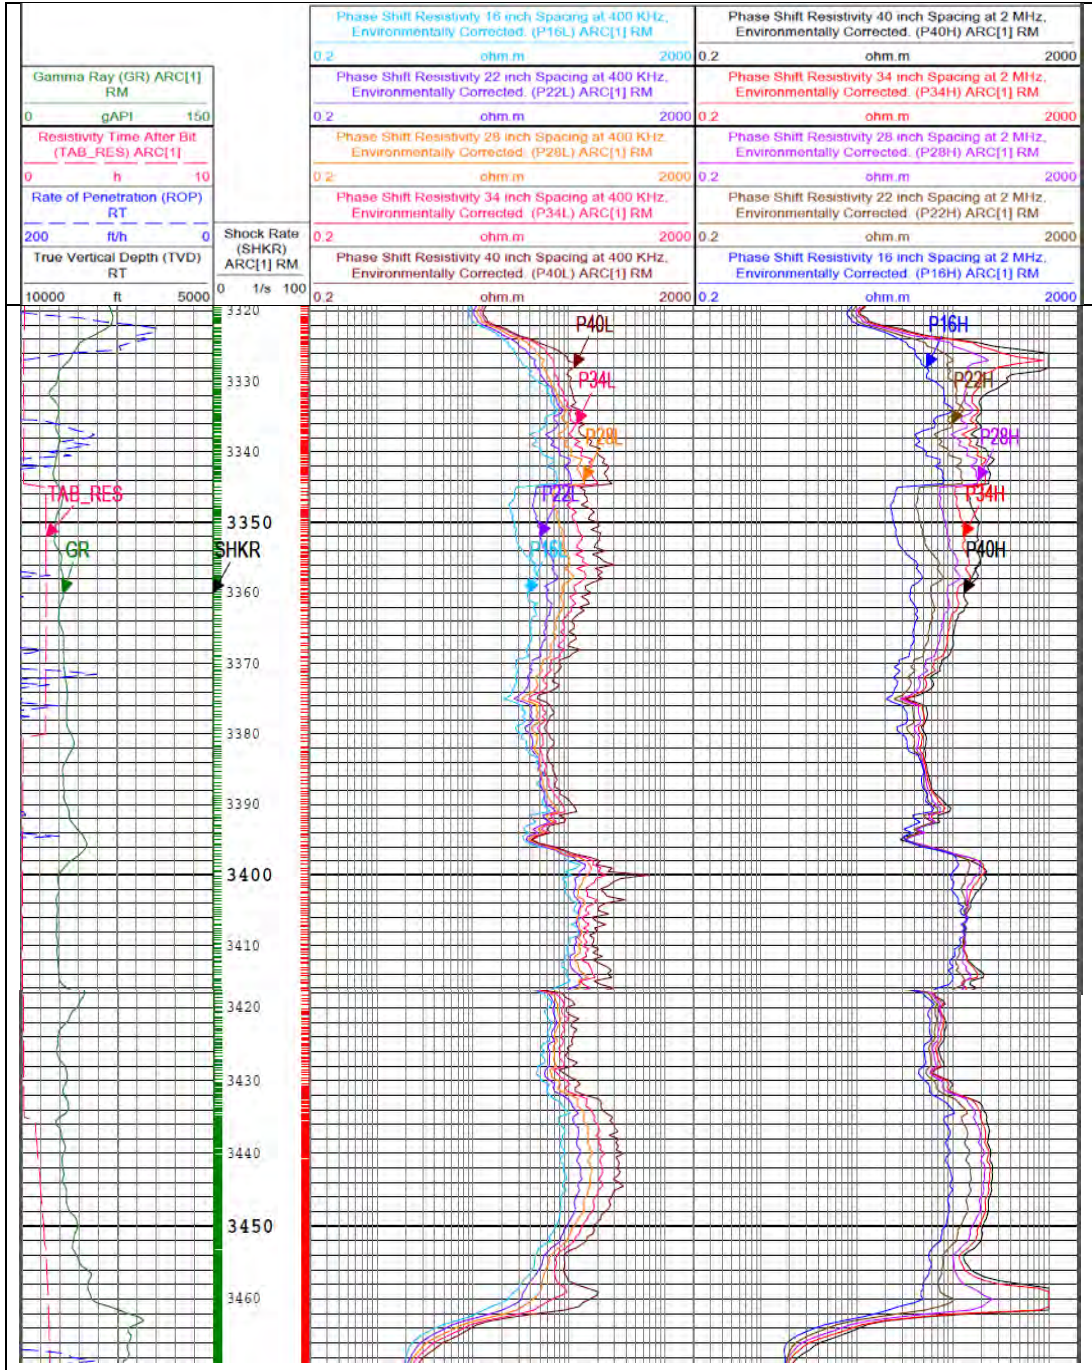 Gamma Ray (GR) ARC[1]
RM
0 gAPI 150
Resistivity Time After Bit
(TAB_RES) ARC[1]
0 h 10
Rate of Penetration (ROP)
RT
200 ft/h 0
True Vertical Depth (TVD)
RT
10000 ft 5000
Shock Rate
(SHKR)
ARC[1] RM
0 1/s 100
Phase Shift Resistivity 16 inch Spacing at 400 KHz,
Environmentally Corrected. (P16L) ARC[1] RM
0.2 ohm.m 2000
Phase Shift Resistivity 22 inch Spacing at 400 KHz,
Environmentally Corrected. (P22L) ARC[1] RM
0.2 ohm.m 2000
Phase Shift Resistivity 28 inch Spacing at 400 KHz,
Environmentally Corrected. (P28L) ARC[1] RM
0.2 ohm.m 2000
Phase Shift Resistivity 34 inch Spacing at 400 KHz,
Environmentally Corrected. (P34L) ARC[1] RM
0.2 ohm.m 2000
Phase Shift Resistivity 40 inch Spacing at 400 KHz,
Environmentally Corrected. (P40L) ARC[1] RM
0.2 ohm.m 2000
Phase Shift Resistivity 40 inch Spacing at 2 MHz,
Environmentally Corrected. (P40H) ARC[1] RM
0.2 ohm.m 2000
Phase Shift Resistivity 34 inch Spacing at 2 MHz,
Environmentally Corrected. (P34H) ARC[1] RM
0.2 ohm.m 2000
Phase Shift Resistivity 28 inch Spacing at 2 MHz,
Environmentally Corrected. (P28H) ARC[1] RM
0.2 ohm.m 2000
Phase Shift Resistivity 22 inch Spacing at 2 MHz,
Environmentally Corrected. (P22H) ARC[1] RM
0.2 ohm.m 2000
Phase Shift Resistivity 16 inch Spacing at 2 MHz,
Environmentally Corrected. (P16H) ARC[1] RM
0.2 ohm.m 2000
3320
P40L P16H
3330
P34L P22H
P28L P28H
3340
TAB_RES P22L P34H
3350
GR SHKR P16L P40H
3360
3370
3380
3390
3400
3410
3420
3430
3440
3450
3460